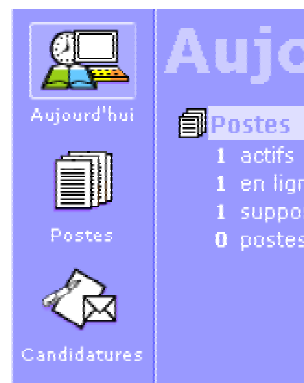 Aujo
Aujourd'hui
Postes
1 actifs
1 en lign
1 suppo
0 postes
Postes
Candidatures